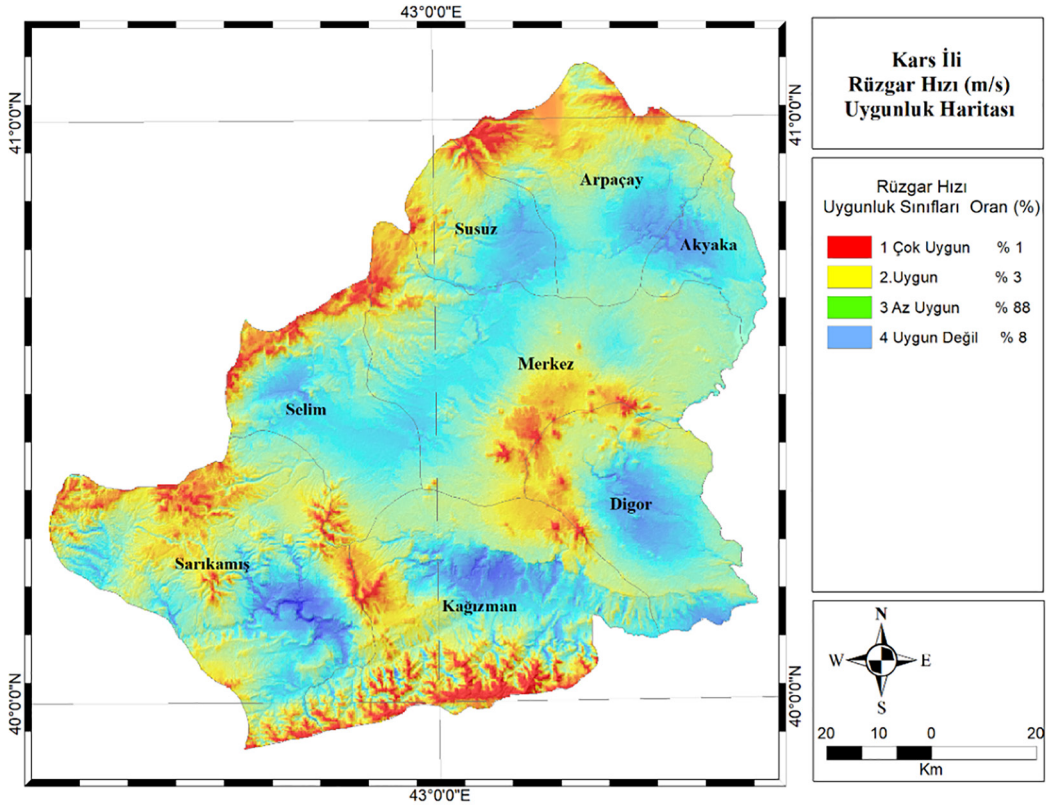 43°0'0"E
Kars İli
Rüzgar Hızı (m/s)
Uygunluk Haritası
41°0'0"N
41°0'0"N
Rüzgar Hızı
Uygunluk Sınıfları Oran (%)
1 Çok Uygun % 1
2.Uygun % 3
3 Az Uygun % 88
4 Uygun Değil % 8
Arpaçay
Susuz
Akyaka
Merkez
Selim
Digor
Sarıkamış
Kağızman
40°0'0"N
40°0'0"N
N
W E
S
20 10 0 20
Km
43°0'0"E